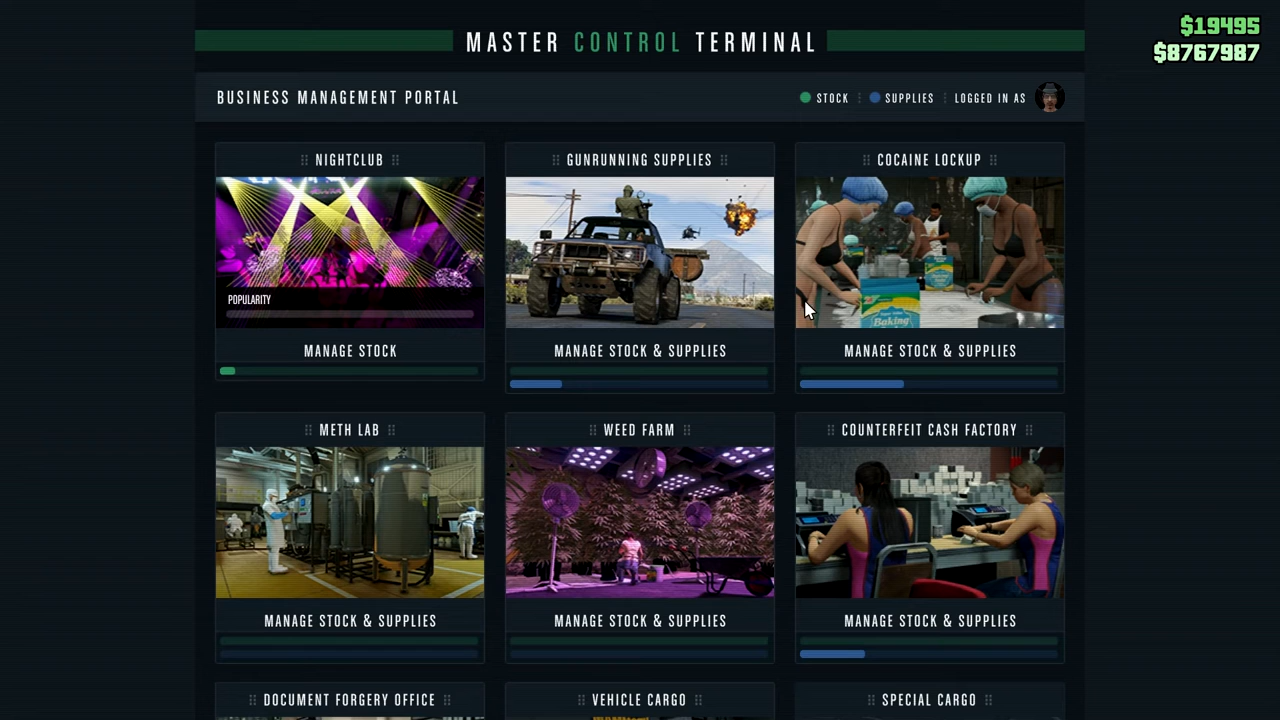 $19495
$8767987
MASTER CONTROL TERMINAL
BUSINESS MANAGEMENT PORTAL
STOCK
SUPPLIES
LOGGED IN AS
NIGHTCLUB
GUNRUNNING SUPPLIES
COCAINE LOCKUP
POPULARITY
Baking
MANAGE STOCK
MANAGE STOCK & SUPPLIES
MANAGE STOCK & SUPPLIES
METH LAB
WEED FARM
COUNTERFEIT CASH FACTORY
MANAGE STOCK & SUPPLIES
MANAGE STOCK & SUPPLIES
MANAGE STOCK & SUPPLIES
DOCUMENT FORGERY OFFICE
VEHICLE CARGO
SPECIAL CARGO